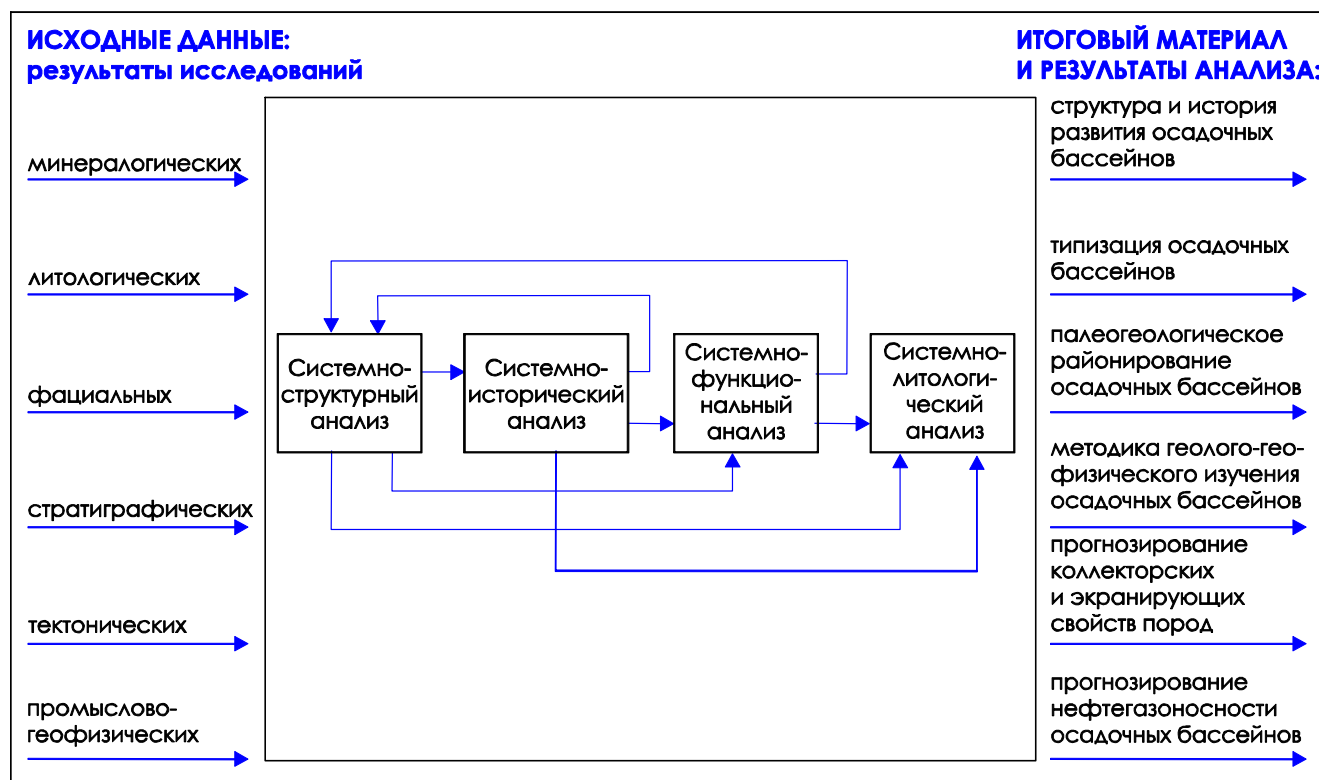 ИСХОДНЫЕ ДАННЫЕ:
результаты исследований
минералогических
литологических
фациальных
стратиграфических
тектонических
промыслово-
геофизических
Системно-
структурный
анализ
Системно-
исторический
анализ
Системно-
функцио-
нальный
анализ
Системно-
литологи-
ческий
анализ
ИТОГОВЫЙ МАТЕРИАЛ
И РЕЗУЛЬТАТЫ АНАЛИЗА:
структура и история
развития осадочных
бассейнов
типизация осадочных
бассейнов
палеогеологическое
районирование
осадочных бассейнов
методика геолого-гео-
физического изучения
осадочных бассейнов
прогнозирование
коллекторских
и экранирующих
свойств пород
прогнозирование
нефтегазоносности
осадочных бассейнов